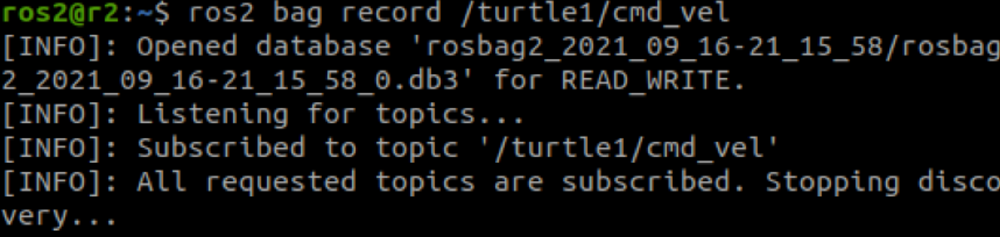 ros2@r2:~$ ros2 bag record /turtle1/cmd_vel
[INFO]: Opened database 'rosbag2_2021_09_16-21_15_58/rosbag
2_2021_09_16-21_15_58_0.db3' for READ_WRITE.
[INFO]: Listening for topics...
[INFO]: Subscribed to topic '/turtle1/cmd_vel'
[INFO]: All requested topics are subscribed. Stopping disco
very...